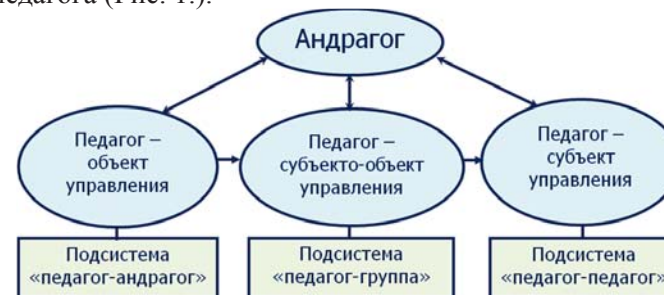 педагога (Рис. 1.).
Андрагог
Педагог –
объект
управления
Педагог –
субъекто-объект
управления
Педагог –
субъект
управления
Подсистема
«педагог-андрагог»
Подсистема
«педагог-группа»
Подсистема
«педагог-педагог»